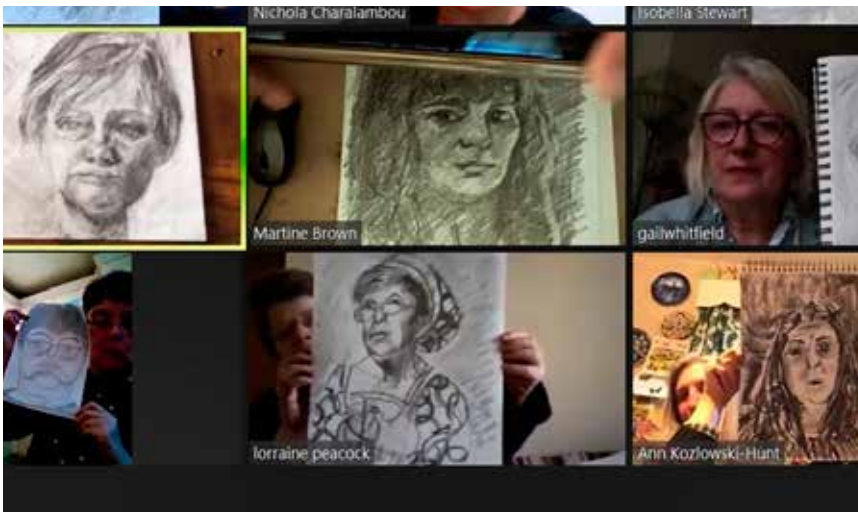 Nichola Charalambou
Isobella Stewart
Martine Brown
gailwhitfield
lorraine peacock
Ann Kozlowski-Hunt